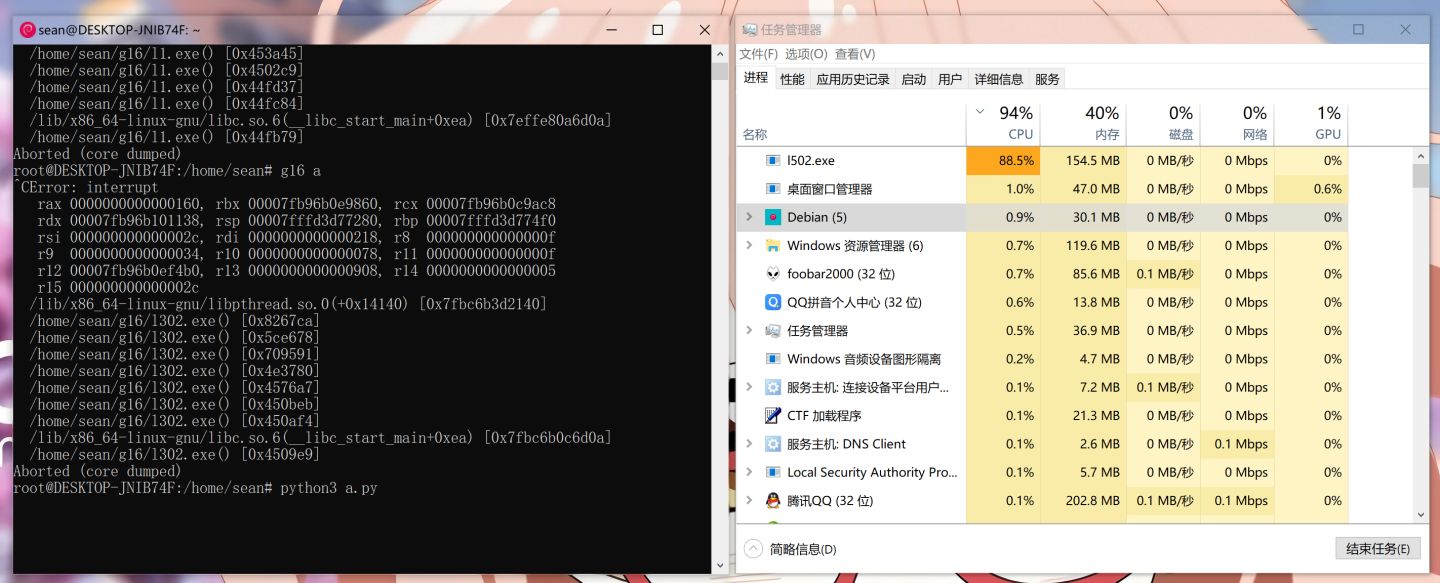 sean@DESKTOP-JNIB74F: ~
/home/sean/g16/l1.exe() [0x453a45]
/home/sean/g16/l1.exe() [0x4502c9]
/home/sean/g16/l1.exe() [0x44fd37]
/home/sean/g16/l1.exe() [0x44fc84]
/lib/x86_64-linux-gnu/libc.so.6(__libc_start_main+0xea) [0x7effe80a6d0a]
/home/sean/g16/l1.exe() [0x44fb79]
Aborted (core dumped)
root@DESKTOP-JNIB74F:/home/sean# g16 a
^CError: interrupt
rax 0000000000000160, rbx 00007fb96b0e9860, rcx 00007fb96b0c9ac8
rdx 00007fb96b101138, rsp 00007fffd3d77280, rbp 00007fffd3d774f0
rsi 000000000000002c, rdi 0000000000000218, r8  000000000000000f
r9  0000000000000034, r10 0000000000000078, r11 000000000000000f
r12 00007fb96b0ef4b0, r13 0000000000000908, r14 0000000000000005
r15 000000000000002c
/lib/x86_64-linux-gnu/libpthread.so.0(+0x14140) [0x7fbc6b3d2140]
/home/sean/g16/l302.exe() [0x8267ca]
/home/sean/g16/l302.exe() [0x5ce678]
/home/sean/g16/l302.exe() [0x709591]
/home/sean/g16/l302.exe() [0x4e3780]
/home/sean/g16/l302.exe() [0x4576a7]
/home/sean/g16/l302.exe() [0x450beb]
/home/sean/g16/l302.exe() [0x450af4]
/lib/x86_64-linux-gnu/libc.so.6(__libc_start_main+0xea) [0x7fbc6b0c6d0a]
/home/sean/g16/l302.exe() [0x4509e9]
Aborted (core dumped)
root@DESKTOP-JNIB74F:/home/sean# python3 a.py
任务管理器
文件(F) 选项(O) 查看(V)
进程 性能 应用历史记录 启动 用户 详细信息 服务
94% 40% 0% 0% 1%
名称 CPU 内存 磁盘 网络 GPU
l502.exe 88.5% 154.5 MB 0 MB/秒 0 Mbps 0%
桌面窗口管理器 1.0% 47.0 MB 0 MB/秒 0 Mbps 0.6%
Debian (5) 0.9% 30.1 MB 0 MB/秒 0 Mbps 0%
Windows 资源管理器 (6) 0.7% 119.6 MB 0 MB/秒 0 Mbps 0%
foobar2000 (32 位) 0.7% 85.6 MB 0.1 MB/秒 0 Mbps 0%
QQ拼音个人中心 (32 位) 0.6% 13.8 MB 0 MB/秒 0 Mbps 0%
任务管理器 0.5% 36.9 MB 0 MB/秒 0 Mbps 0%
Windows 音频设备图形隔离 0.2% 4.7 MB 0 MB/秒 0 Mbps 0%
服务主机: 连接设备平台用户... 0.1% 7.2 MB 0.1 MB/秒 0 Mbps 0%
CTF 加载程序 0.1% 21.3 MB 0 MB/秒 0 Mbps 0%
服务主机: DNS Client 0.1% 2.6 MB 0 MB/秒 0.1 Mbps 0%
Local Security Authority Pro... 0.1% 5.7 MB 0 MB/秒 0 Mbps 0%
腾讯QQ (32 位) 0.1% 202.8 MB 0.1 MB/秒 0.1 Mbps 0%
简略信息(D)
结束任务(E)